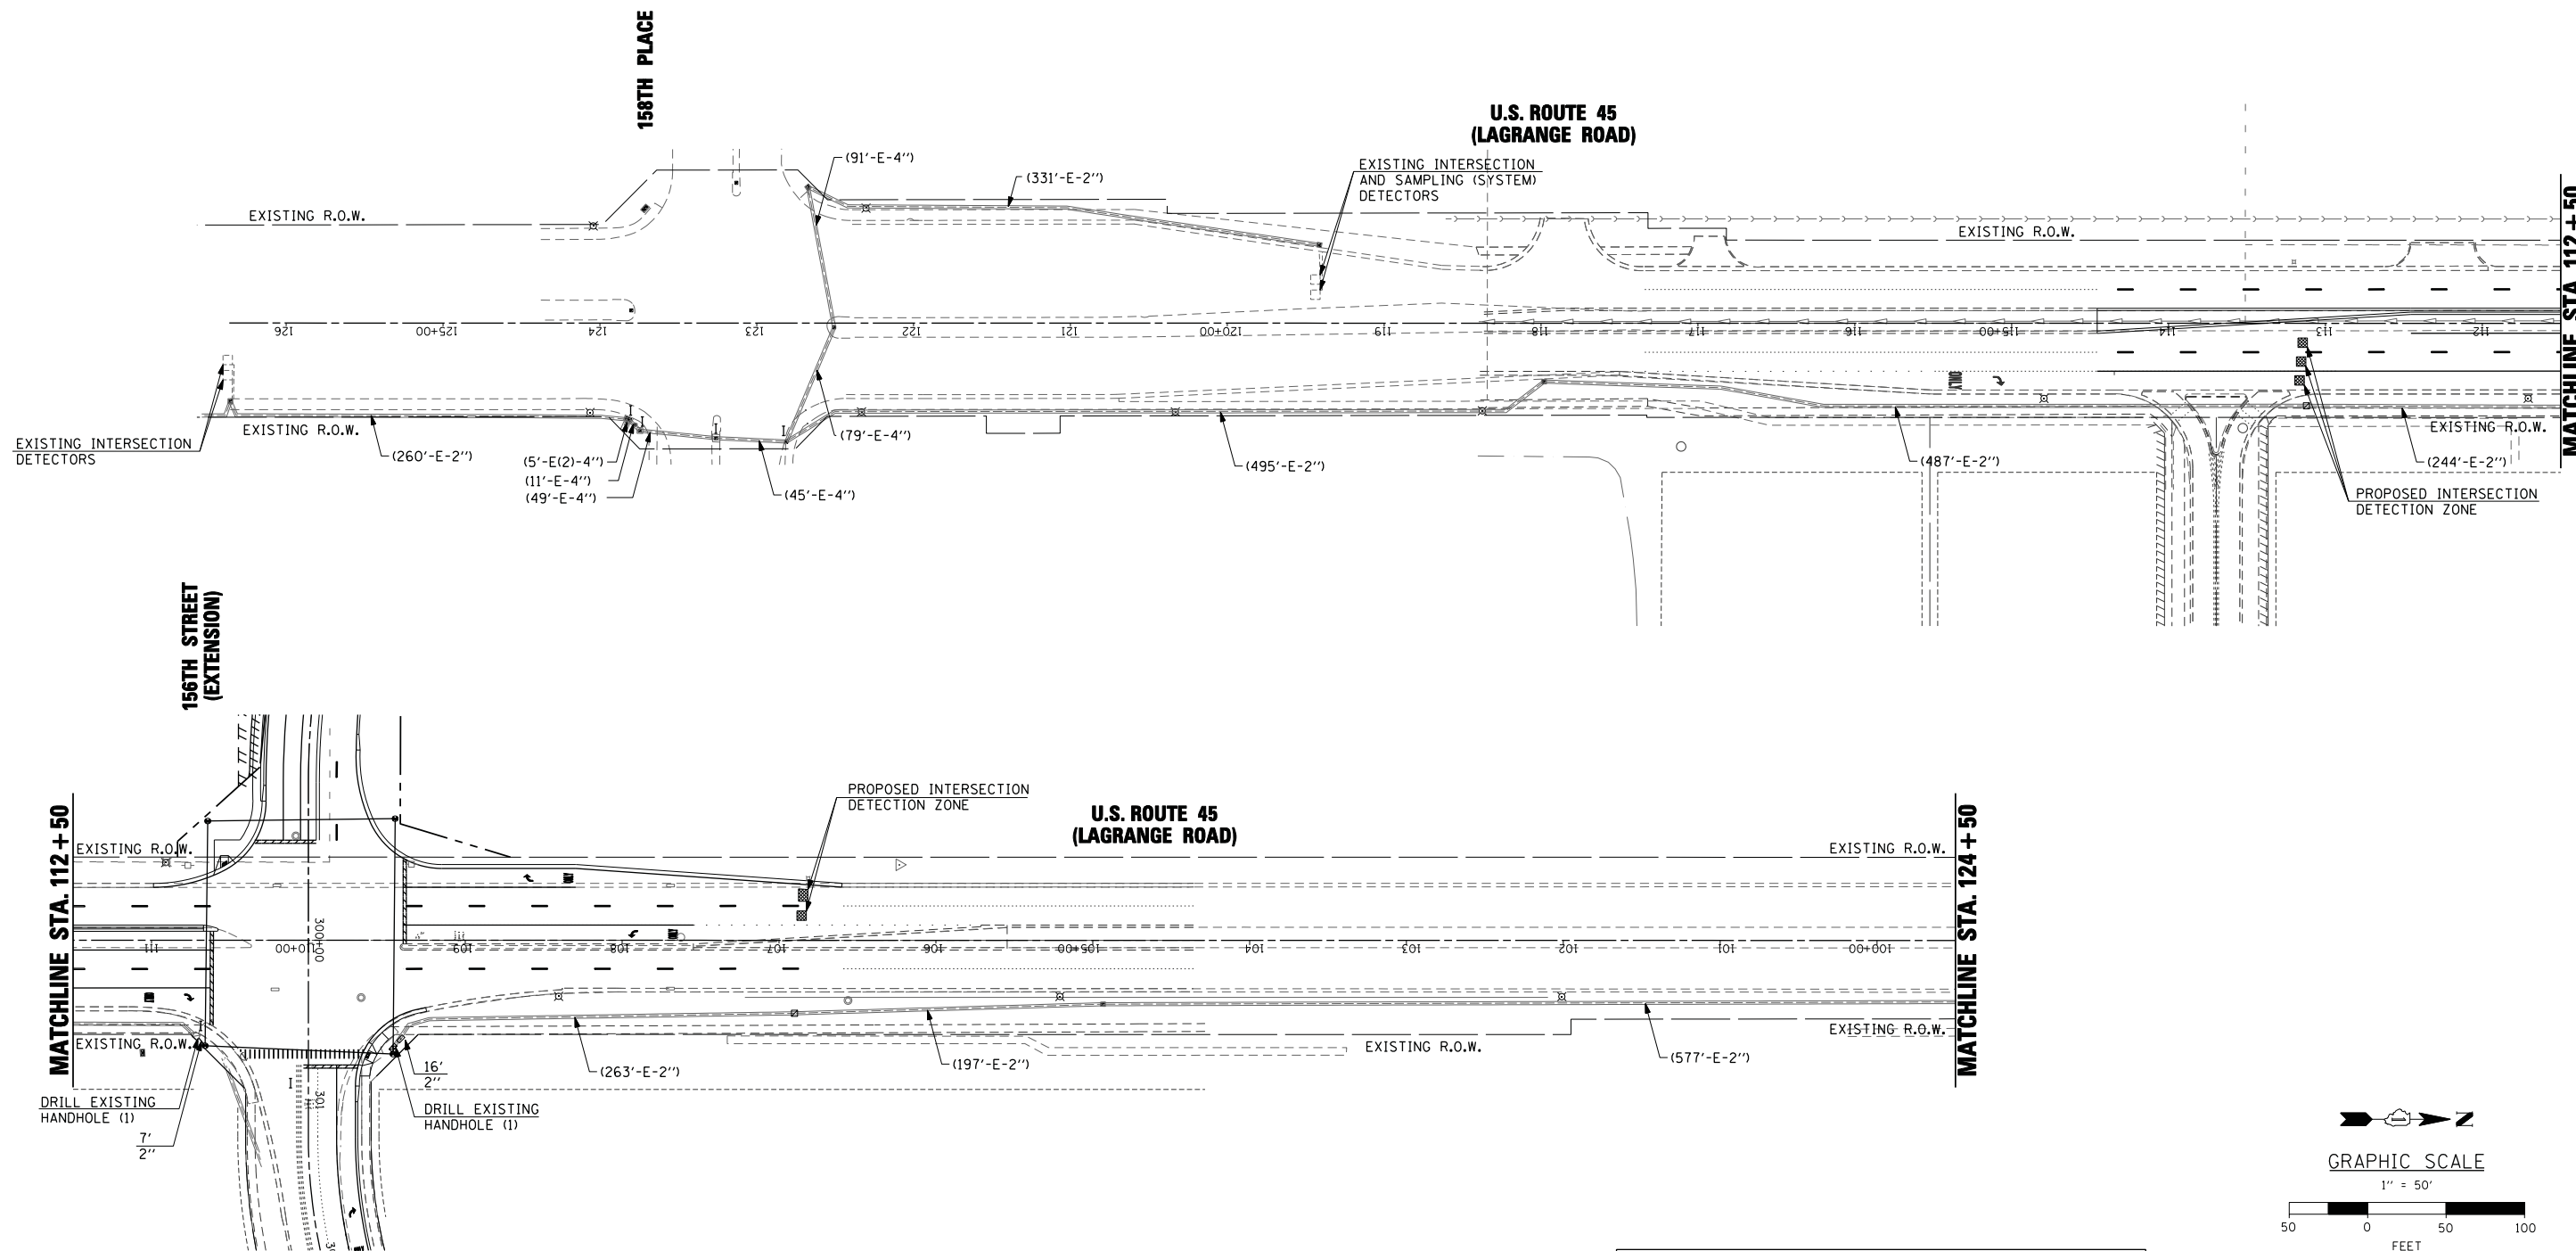 158TH PLACE
U.S. ROUTE 45
(LAGRANGE ROAD)
(91'-E-4'')
(331'-E-2'')
EXISTING INTERSECTION
AND SAMPLING (SYSTEM)
DETECTORS
EXISTING R.O.W.
EXISTING R.O.W.
MATCHLINE STA. 112+50
126
125+00
124
123
122
121
120+00
119
118
117
116
115+00
114
113
112
ONLY
EXISTING INTERSECTION
DETECTORS
EXISTING R.O.W.
(260'-E-2'')
(5'-E(2)-4'')
(11'-E-4'')
(49'-E-4'')
(45'-E-4'')
(79'-E-4'')
(495'-E-2'')
(487'-E-2'')
EXISTING R.O.W.
(244'-E-2'')
PROPOSED INTERSECTION
DETECTION ZONE
156TH STREET
(EXTENSION)
MATCHLINE STA. 112+50
EXISTING R.O.W.
PROPOSED INTERSECTION
DETECTION ZONE
U.S. ROUTE 45
(LAGRANGE ROAD)
EXISTING R.O.W.
MATCHLINE STA. 124+50
300+00
111
110+00
109
108
107
106
105+00
104
103
102
101
100+00
EXISTING R.O.W.
EXISTING R.O.W.
EXISTING R.O.W.
(263'-E-2'')
(197'-E-2'')
(577'-E-2'')
16'
2''
DRILL EXISTING
HANDHOLE (1)
7'
2''
DRILL EXISTING
HANDHOLE (1)
301
N
GRAPHIC SCALE
1'' = 50'
50 0 50 100
FEET